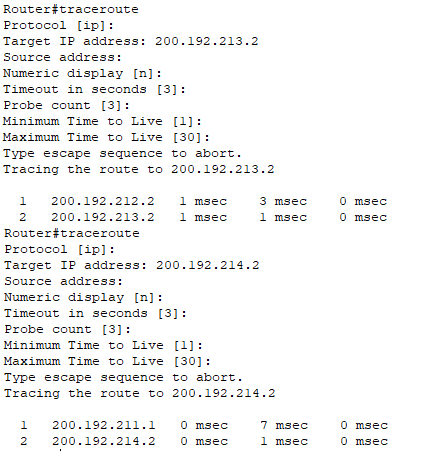 Router#traceroute
Protocol [ip]:
Target IP address: 200.192.213.2
Source address:
Numeric display [n]:
Timeout in seconds [3]:
Probe count [3]:
Minimum Time to Live [1]:
Maximum Time to Live [30]:
Type escape sequence to abort.
Tracing the route to 200.192.213.2
1 200.192.212.2 1 msec 3 msec 0 msec
2 200.192.213.2 1 msec 1 msec 0 msec
Router#traceroute
Protocol [ip]:
Target IP address: 200.192.214.2
Source address:
Numeric display [n]:
Timeout in seconds [3]:
Probe count [3]:
Minimum Time to Live [1]:
Maximum Time to Live [30]:
Type escape sequence to abort.
Tracing the route to 200.192.214.2
1 200.192.211.1 0 msec 7 msec 0 msec
2 200.192.214.2 0 msec 1 msec 0 msec